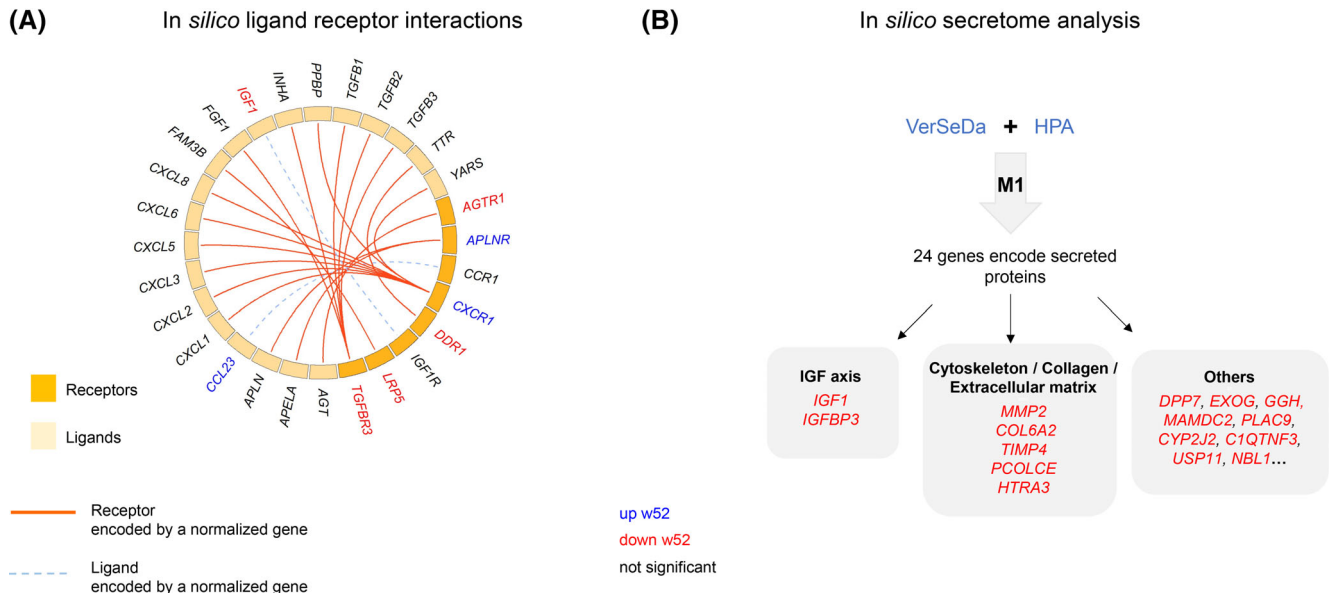 (A)
In silico ligand receptor interactions
PPBP
TGFB1
TGFB2
TGFB3
TTR
YARS
AGTR1
APLNR
CCR1
CXCR1
DDR1
IGF1R
LRP5
TGFBR3
AGT
APELA
APLN
CCL23
CXCL1
CXCL2
CXCL3
CXCL5
CXCL6
CXCL8
FAM3B
FGF1
IGF1
INHA
Receptors
Ligands
Receptor
encoded by a normalized gene
Ligand
encoded by a normalized gene
(B)
In silico secretome analysis
VerSeDa + HPA
M1
24 genes encode secreted
proteins
IGF axis
IGF1
IGFBP3
Cytoskeleton / Collagen /
Extracellular matrix
MMP2
COL6A2
TIMP4
PCOLCE
HTRA3
Others
DPP7, EXOG, GGH,
MAMDC2, PLAC9,
CYP2J2, C1QTNF3,
USP11, NBL1...
up w52
down w52
not significant